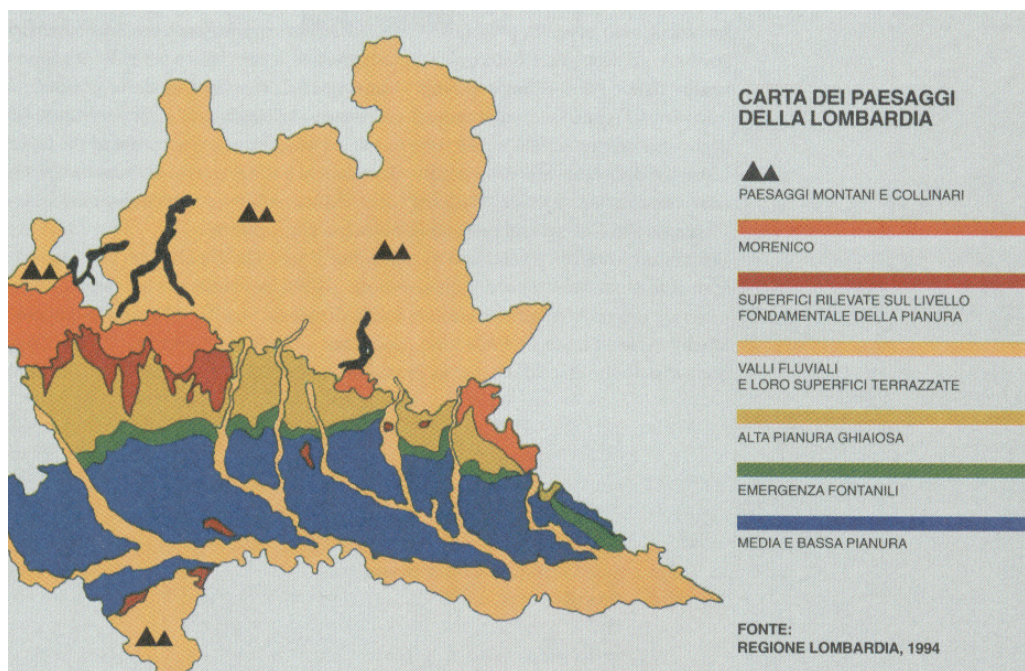 CARTA DEI PAESAGGI
DELLA LOMBARDIA
PAESAGGI MONTANI E COLLINARI
MORENICO
SUPERFICI RILEVATE SUL LIVELLO
FONDAMENTALE DELLA PIANURA
VALLI FLUVIALI
E LORO SUPERFICI TERRAZZATE
ALTA PIANURA GHIAIOSA
EMERGENZA FONTANILI
MEDIA E BASSA PIANURA
FONTE:
REGIONE LOMBARDIA, 1994